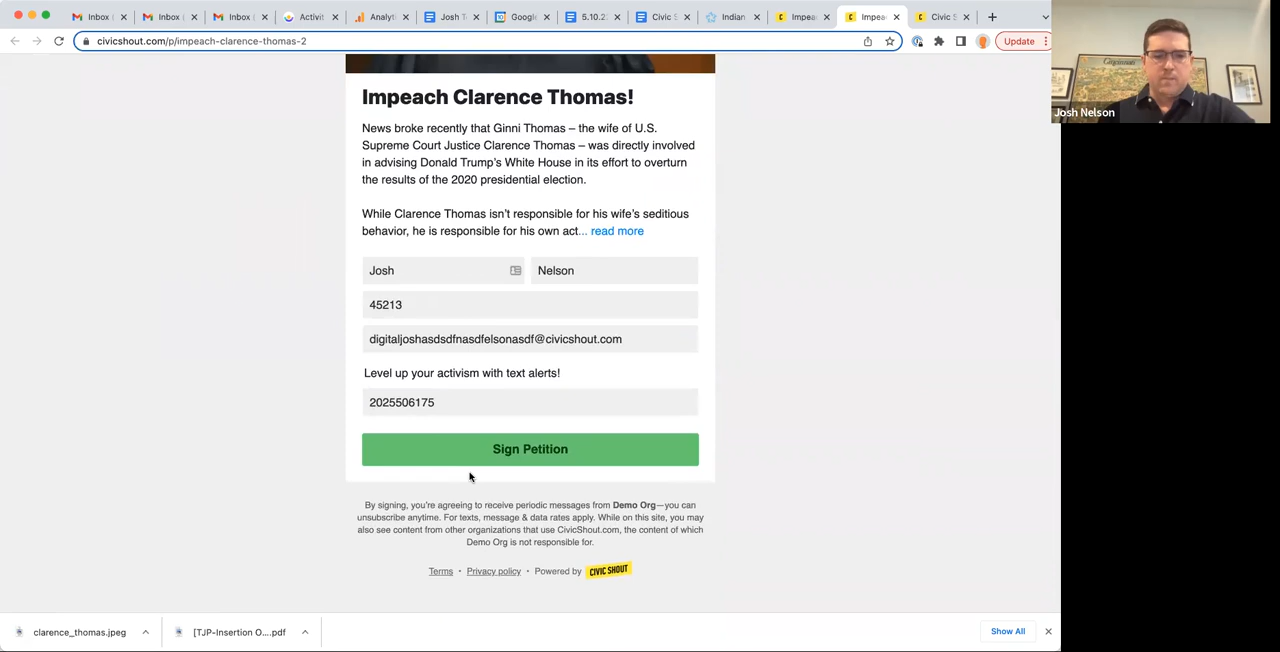 Inbox
Inbox
Inbox
Activit
Analyt
Josh T
Google
5.10.2
Civic S
Indian
Impea
Impea
Civic S
civicshout.com/p/impeach-clarence-thomas-2
Update
Josh Nelson
Impeach Clarence Thomas!
News broke recently that Ginni Thomas – the wife of U.S.
Supreme Court Justice Clarence Thomas – was directly involved
in advising Donald Trump's White House in its effort to overturn
the results of the 2020 presidential election.
While Clarence Thomas isn't responsible for his wife's seditious
behavior, he is responsible for his own act... read more
Josh
Nelson
45213
digitaljoshasdsdfnasdfelsonasdf@civicshout.com
Level up your activism with text alerts!
2025506175
Sign Petition
By signing, you're agreeing to receive periodic messages from Demo Org—you can
unsubscribe anytime. For texts, message & data rates apply. While on this site, you may
also see content from other organizations that use CivicShout.com, the content of which
Demo Org is not responsible for.
Terms • Privacy policy • Powered by CIVIC SHOUT
clarence_thomas.jpeg
[TJP-Insertion O....pdf
Show All